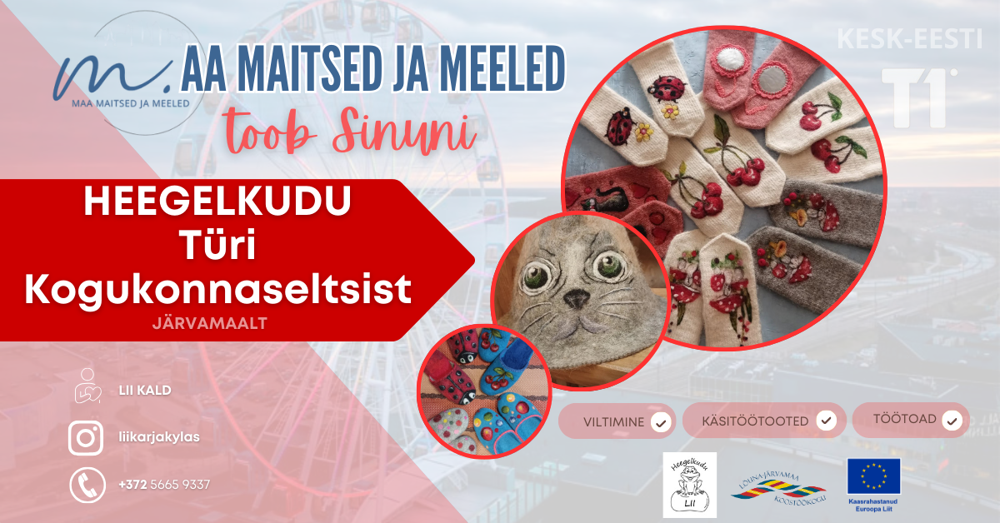 m.
MAA MAITSED JA MEELED
AA MAITSED JA MEELED
toob Sinuni
KESK-EESTI
T1
HEEGELKUDU
Türi
Kogukonnaseltsist
JÄRVAMAALT
LII KALD
liikarjakylas
+372 5665 9337
VILTIMINE
KÄSITÖÖTOOTED
TÖÖTOAD
Heegelkudu
LII
LÕUNA-JÄRVAMAA
KOOSTÖÖKOGU
Kaasrahastanud
Euroopa Liit